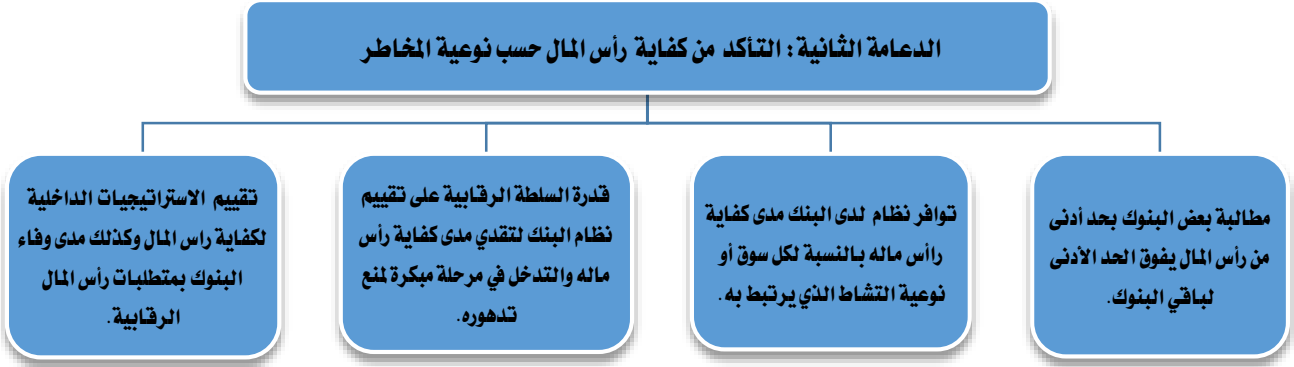 الدعامة الثانية : التأكد من كفاية رأس المال حسب نوعية المخاطر
مطالبة بعض البنوك بحد أدنى
من رأس المال يفوق الحد الأدنى
لباقي البنوك.
توافر نظام لدى البنك مدى كفاية
راأس ماله بالنسبة لكل سوق أو
نوعية التشاط الذي يرتبط به .
قدرة السلطة الرقابية على تقييم
نظام البنك لتقدي مدى كفاية رأس
ماله والتدخل في مرحلة مبكرة لمنع
تدهوره.
تقييم الاستراتيجيات الداخلية
لكفاية راس المال وكذلك مدى وفاء
البنوك بمتطلبات رأس المال
الرقابية.